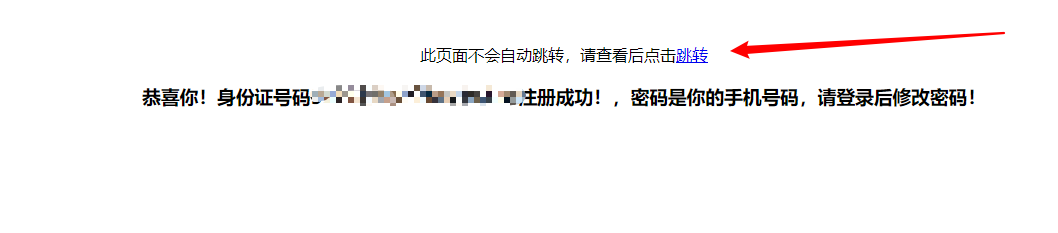 此页面不会自动跳转，请查看后点击跳转
恭喜你！身份证号码注册成功！，密码是你的手机号码，请登录后修改密码！